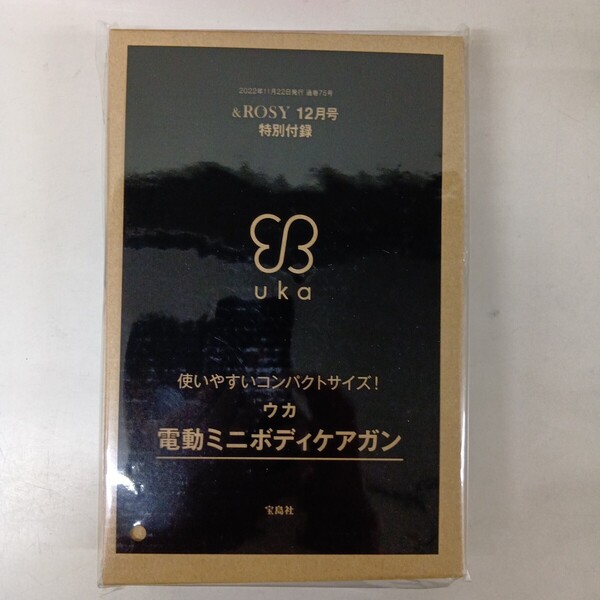 2022年11月22日発行 通巻75号
&ROSY 12月号
特別付録
uka
使いやすいコンパクトサイズ!
ウカ
電動ミニボディケアガン
宝島社